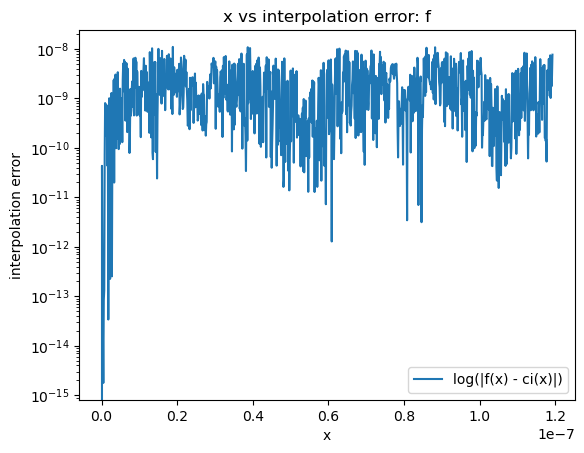 x vs interpolation error: f
interpolation error
10⁻⁸
10⁻⁹
10⁻¹⁰
10⁻¹¹
10⁻¹²
10⁻¹³
10⁻¹⁴
10⁻¹⁵
log(|f(x) - ci(x)|)
0.0 0.2 0.4 0.6 0.8 1.0 1.2
1e−7
x